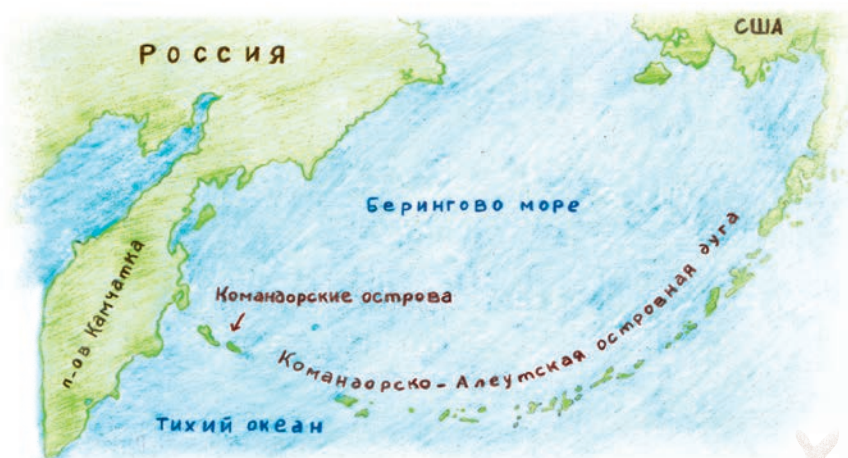 Россия
США
Берингово море
п-ов Камчатка
Командорские острова
Командорско-Алеутская островная дуга
Тихий океан